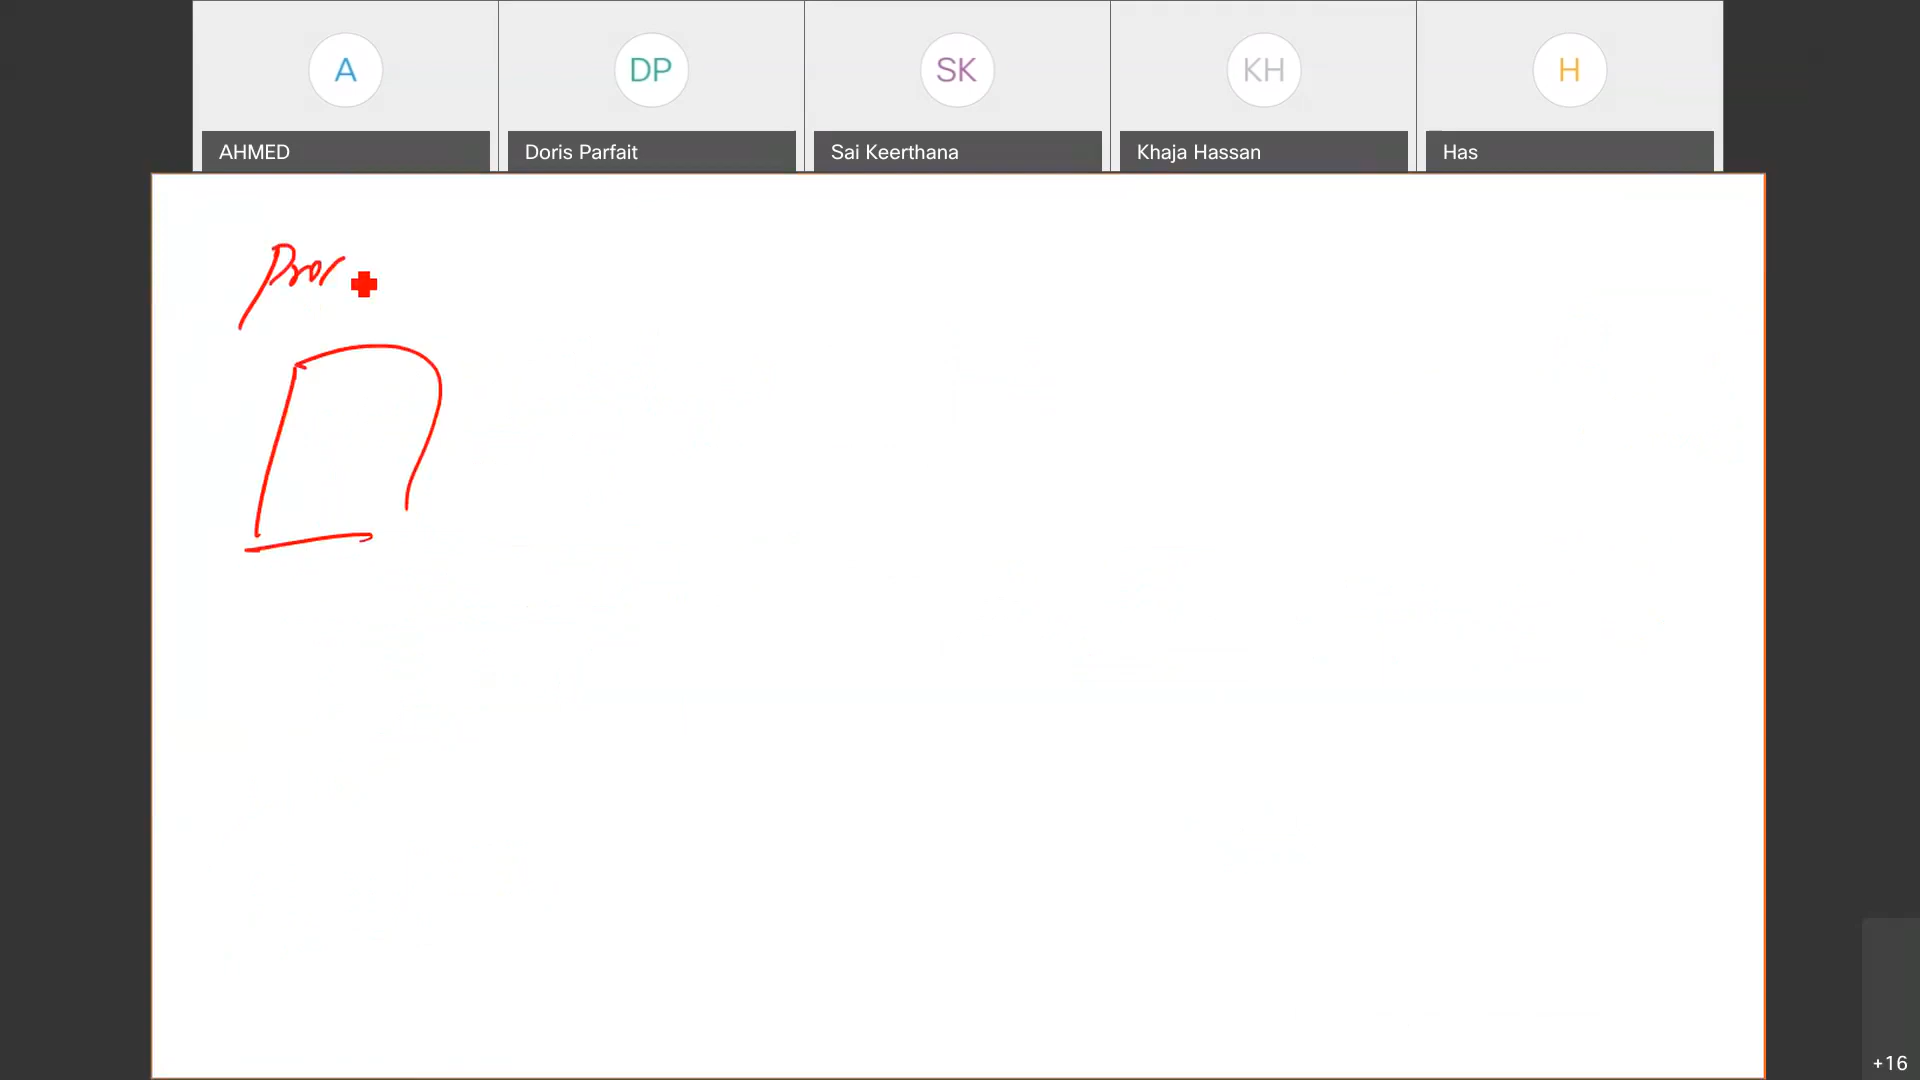 A
DP
SK
KH
H
AHMED
Doris Parfait
Sai Keerthana
Khaja Hassan
Has
Pror
+16